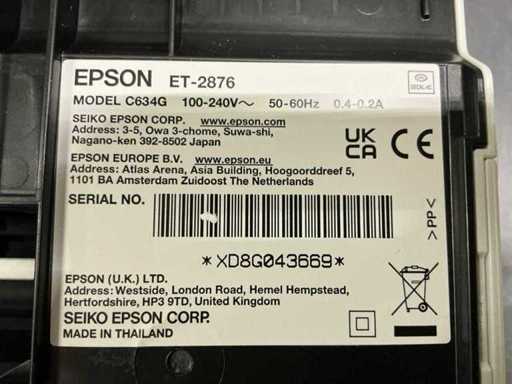 EPSON ET-2876
MODEL C634G 100-240V~ 50-60Hz 0.4-0.2A
SEIKO EPSON CORP. www.epson.com
Address: 3-5, Owa 3-chome, Suwa-shi,
Nagano-ken 392-8502 Japan
EPSON EUROPE B.V. www.epson.eu
Address: Atlas Arena, Asia Building, Hoogoorddreef 5,
1101 BA Amsterdam Zuidoost The Netherlands
UK
CA
SERIAL NO.
*XD8G043669*
>PP<
EPSON (U.K.) LTD.
Address: Westside, London Road, Hemel Hempstead,
Hertfordshire, HP3 9TD, United Kingdom
SEIKO EPSON CORP.
MADE IN THAILAND